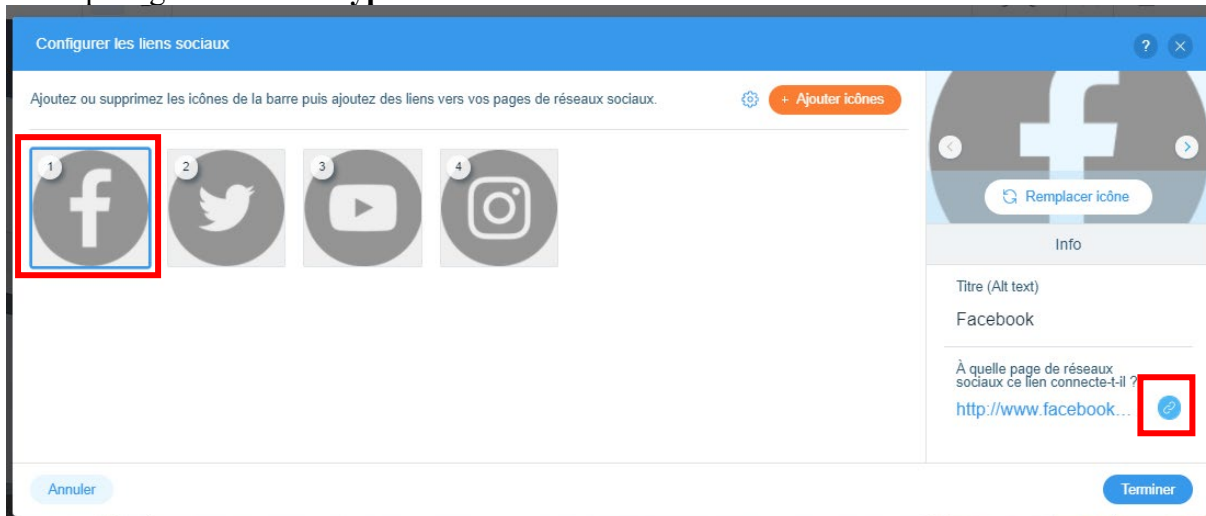 Configurer les liens sociaux
?
Ajoutez ou supprimez les icônes de la barre puis ajoutez des liens vers vos pages de réseaux sociaux.
+ Ajouter icônes
1
2
3
4
Remplacer icône
Info
Titre (Alt text)
Facebook
À quelle page de réseaux
sociaux ce lien connecte-t-il ?
http://www.facebook...
Annuler
Terminer